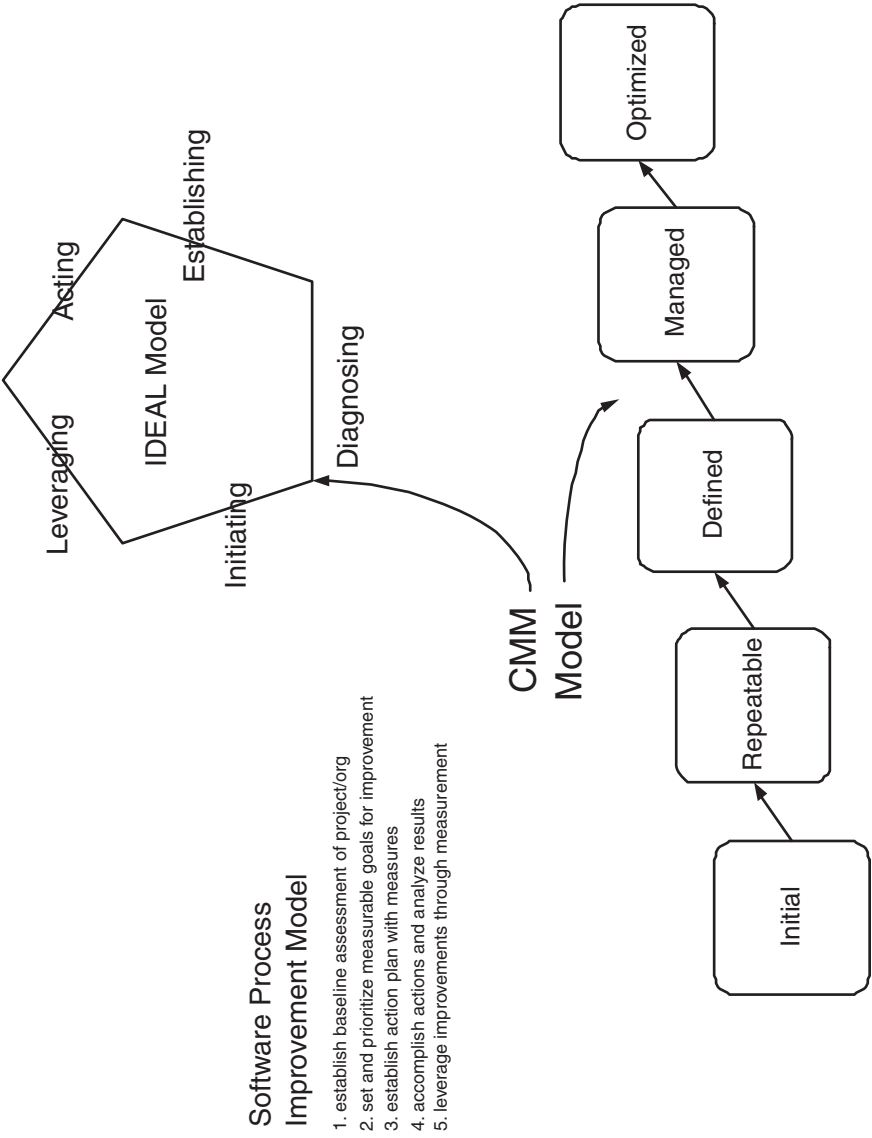 Software Process
Improvement Model
1. establish baseline assessment of project/org
2. set and prioritize measurable goals for improvement
3. establish action plan with measures
4. accomplish actions and analyze results
5. leverage improvements through measurement
Leveraging
Acting
IDEAL Model
Establishing
Initiating
Diagnosing
CMM
Model
Initial
Repeatable
Defined
Managed
Optimized